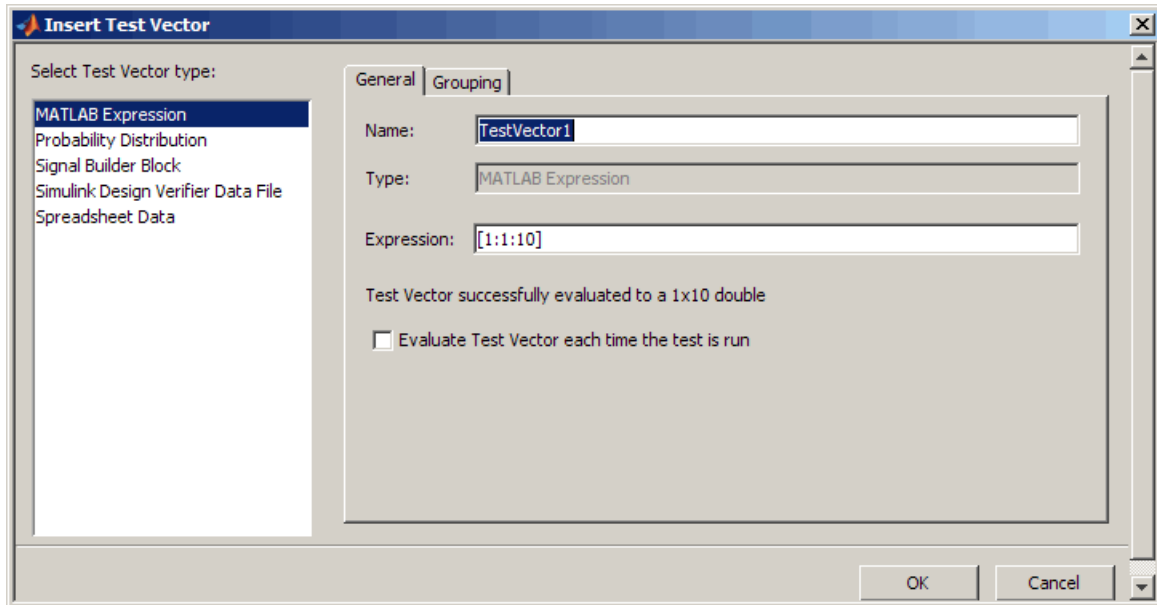 Insert Test Vector
Select Test Vector type:
MATLAB Expression
Probability Distribution
Signal Builder Block
Simulink Design Verifier Data File
Spreadsheet Data
General Grouping
Name: TestVector1
Type: MATLAB Expression
Expression: [1:1:10]
Test Vector successfully evaluated to a 1x10 double
Evaluate Test Vector each time the test is run
OK Cancel